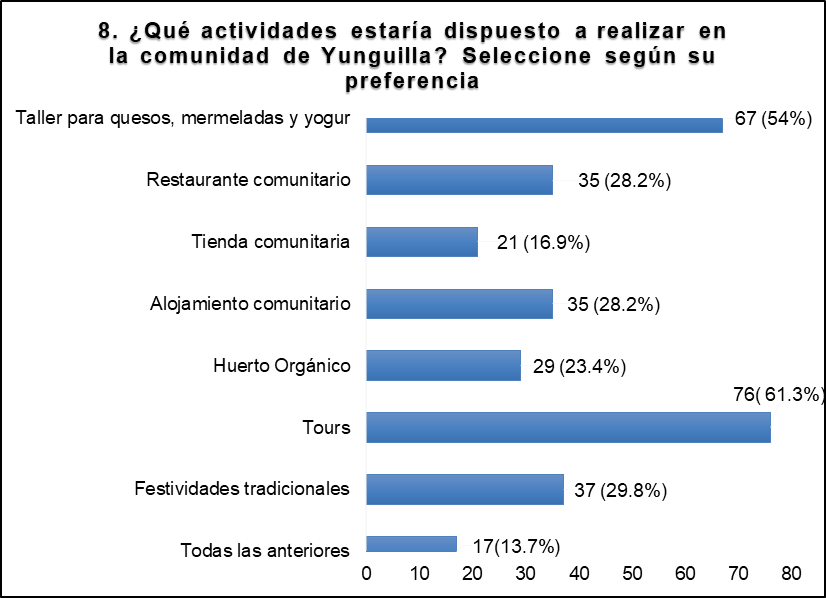 8. ¿Qué actividades estaría dispuesto a realizar en
la comunidad de Yunguilla? Seleccione según su
preferencia
Taller para quesos, mermeladas y yogur 67 (54%)
Restaurante comunitario 35 (28.2%)
Tienda comunitaria 21 (16.9%)
Alojamiento comunitario 35 (28.2%)
Huerto Orgánico 29 (23.4%)
Tours 76( 61.3%)
Festividades tradicionales 37 (29.8%)
Todas las anteriores 17(13.7%)
0 10 20 30 40 50 60 70 80